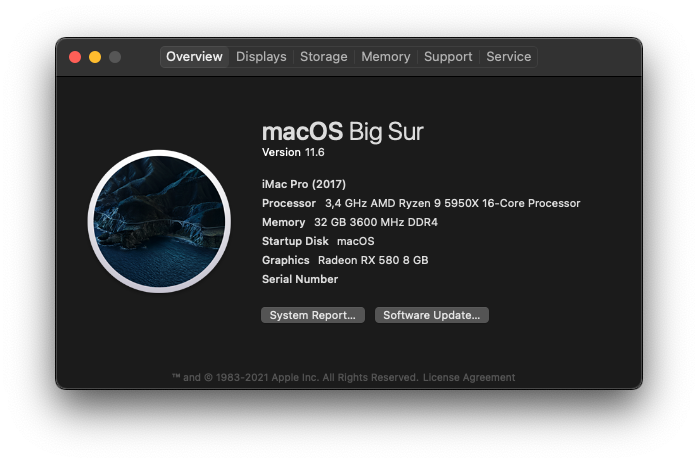 Overview Displays Storage Memory Support Service
macOS Big Sur
Version 11.6
iMac Pro (2017)
Processor 3,4 GHz AMD Ryzen 9 5950X 16-Core Processor
Memory 32 GB 3600 MHz DDR4
Startup Disk macOS
Graphics Radeon RX 580 8 GB
Serial Number
System Report... Software Update...
™ and © 1983-2021 Apple Inc. All Rights Reserved. License Agreement